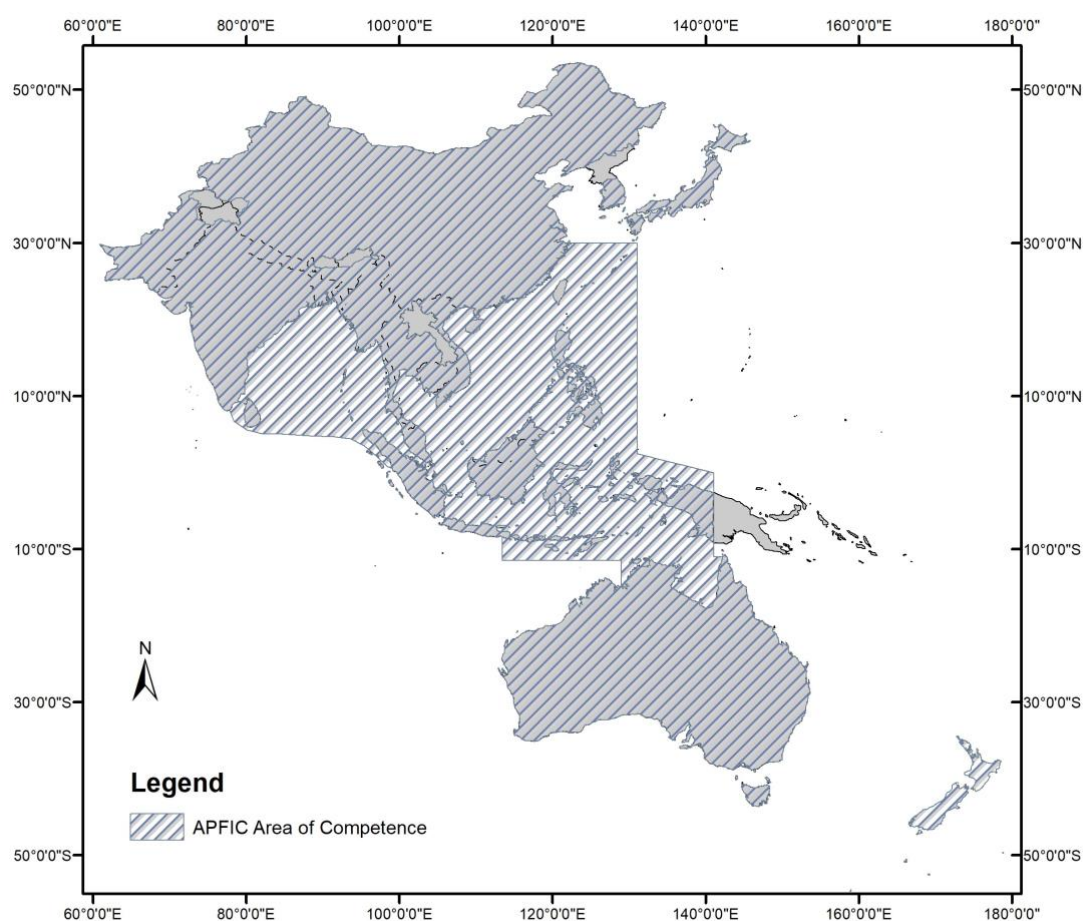 60°0'0"E 80°0'0"E 100°0'0"E 120°0'0"E 140°0'0"E 160°0'0"E 180°0'0"
50°0'0"N 50°0'0"N
30°0'0"N 30°0'0"N
10°0'0"N 10°0'0"N
10°0'0"S 10°0'0"S
N
30°0'0"S 30°0'0"S
Legend
APFIC Area of Competence
50°0'0"S 50°0'0"S
60°0'0"E 80°0'0"E 100°0'0"E 120°0'0"E 140°0'0"E 160°0'0"E 180°0'0"